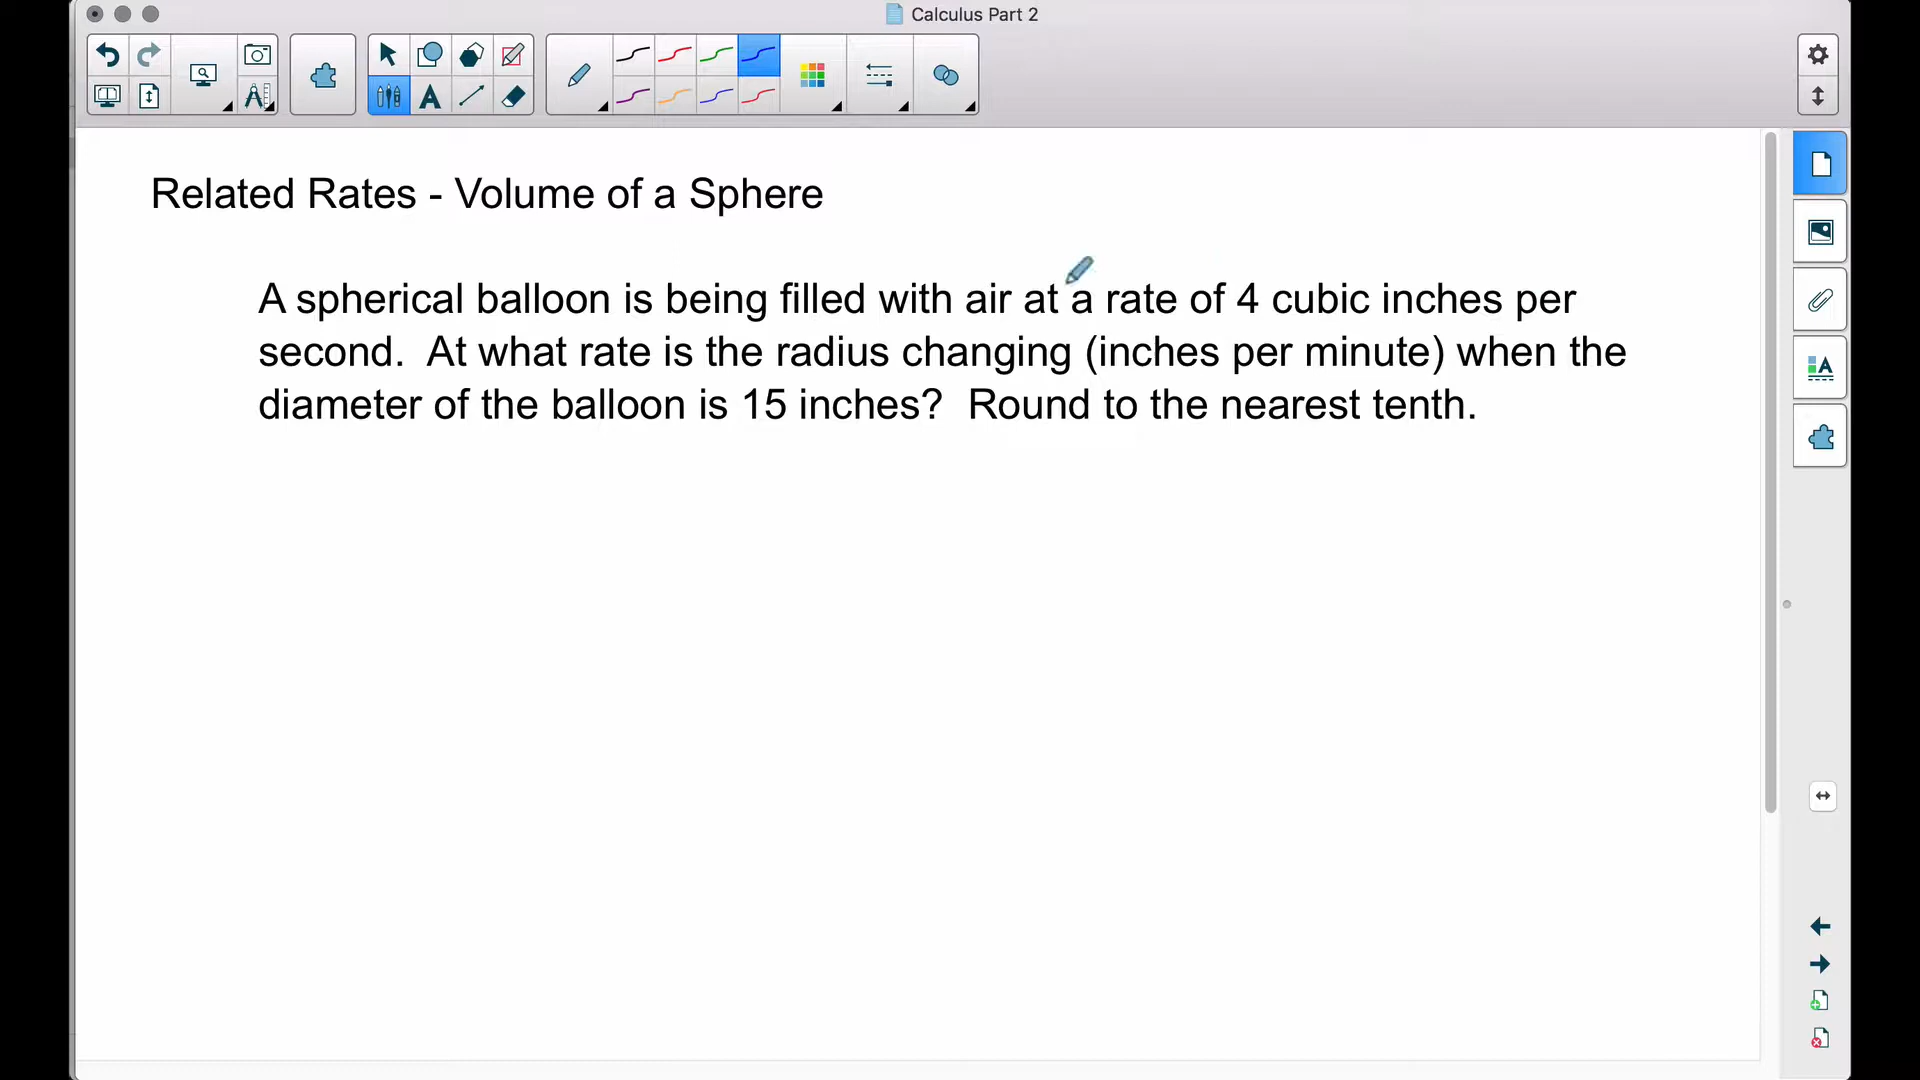 Calculus Part 2
A
A
Related Rates - Volume of a Sphere
A spherical balloon is being filled with air at a rate of 4 cubic inches per
second. At what rate is the radius changing (inches per minute) when the
diameter of the balloon is 15 inches? Round to the nearest tenth.